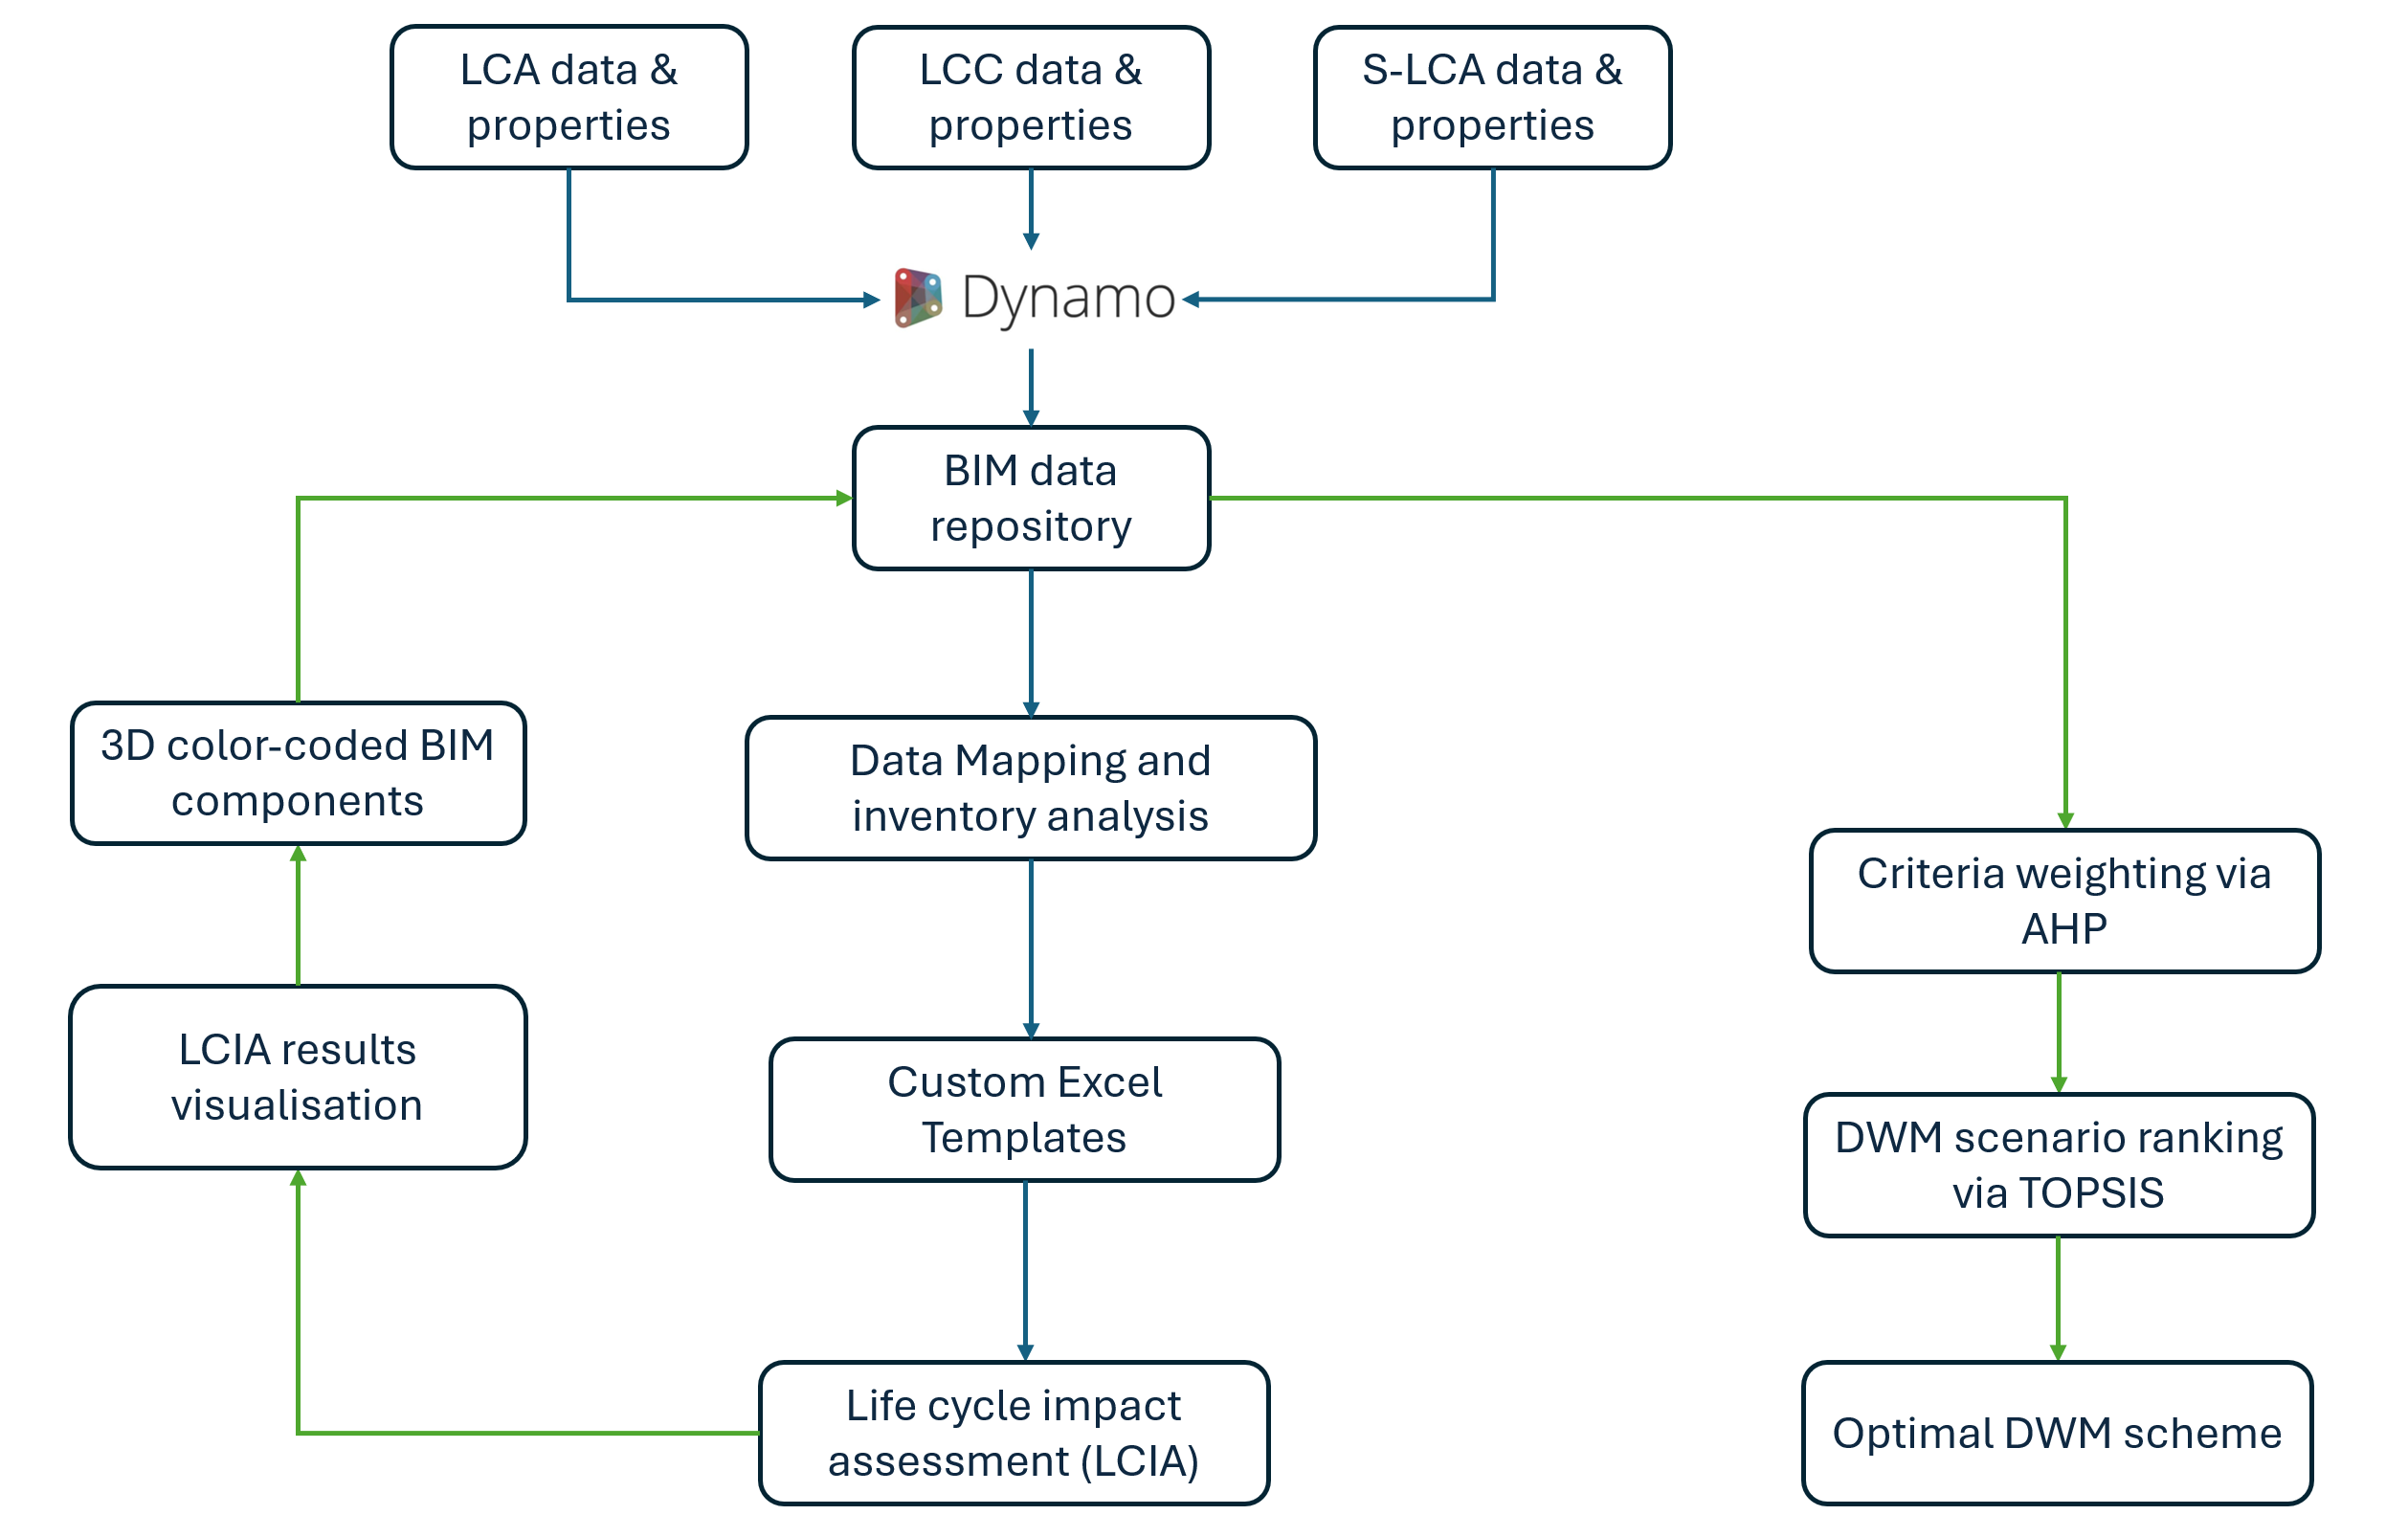 LCA data &
properties
LCC data &
properties
S-LCA data &
properties
Dynamo
BIM data
repository
3D color-coded BIM
components
Data Mapping and
inventory analysis
Criteria weighting via
AHP
LCIA results
visualisation
Custom Excel
Templates
DWM scenario ranking
via TOPSIS
Life cycle impact
assessment (LCIA)
Optimal DWM scheme